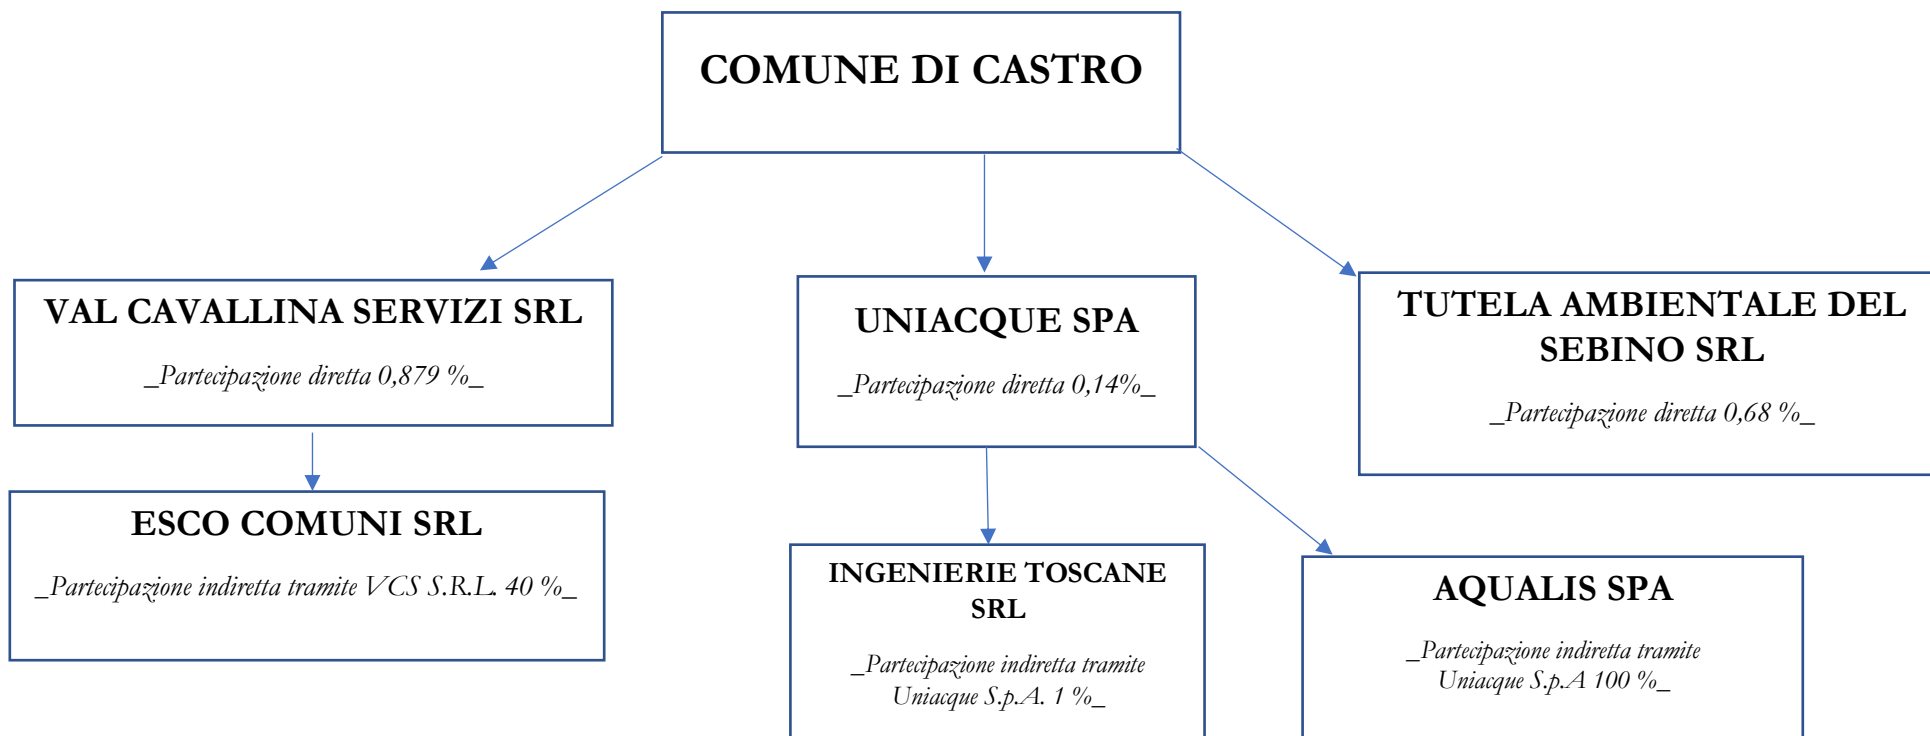 COMUNE DI CASTRO
VAL CAVALLINA SERVIZI SRL
_Partecipazione diretta 0,879 %_
UNIACQUE SPA
_Partecipazione diretta 0,14%_
TUTELA AMBIENTALE DEL
SEBINO SRL
_Partecipazione diretta 0,68 %_
ESCO COMUNI SRL
_Partecipazione indiretta tramite VCS S.R.L. 40 %_
INGENIERIE TOSCANE
SRL
_Partecipazione indiretta tramite
Uniacque S.p.A. 1 %_
AQUALIS SPA
_Partecipazione indiretta tramite
Uniacque S.p.A 100 %_